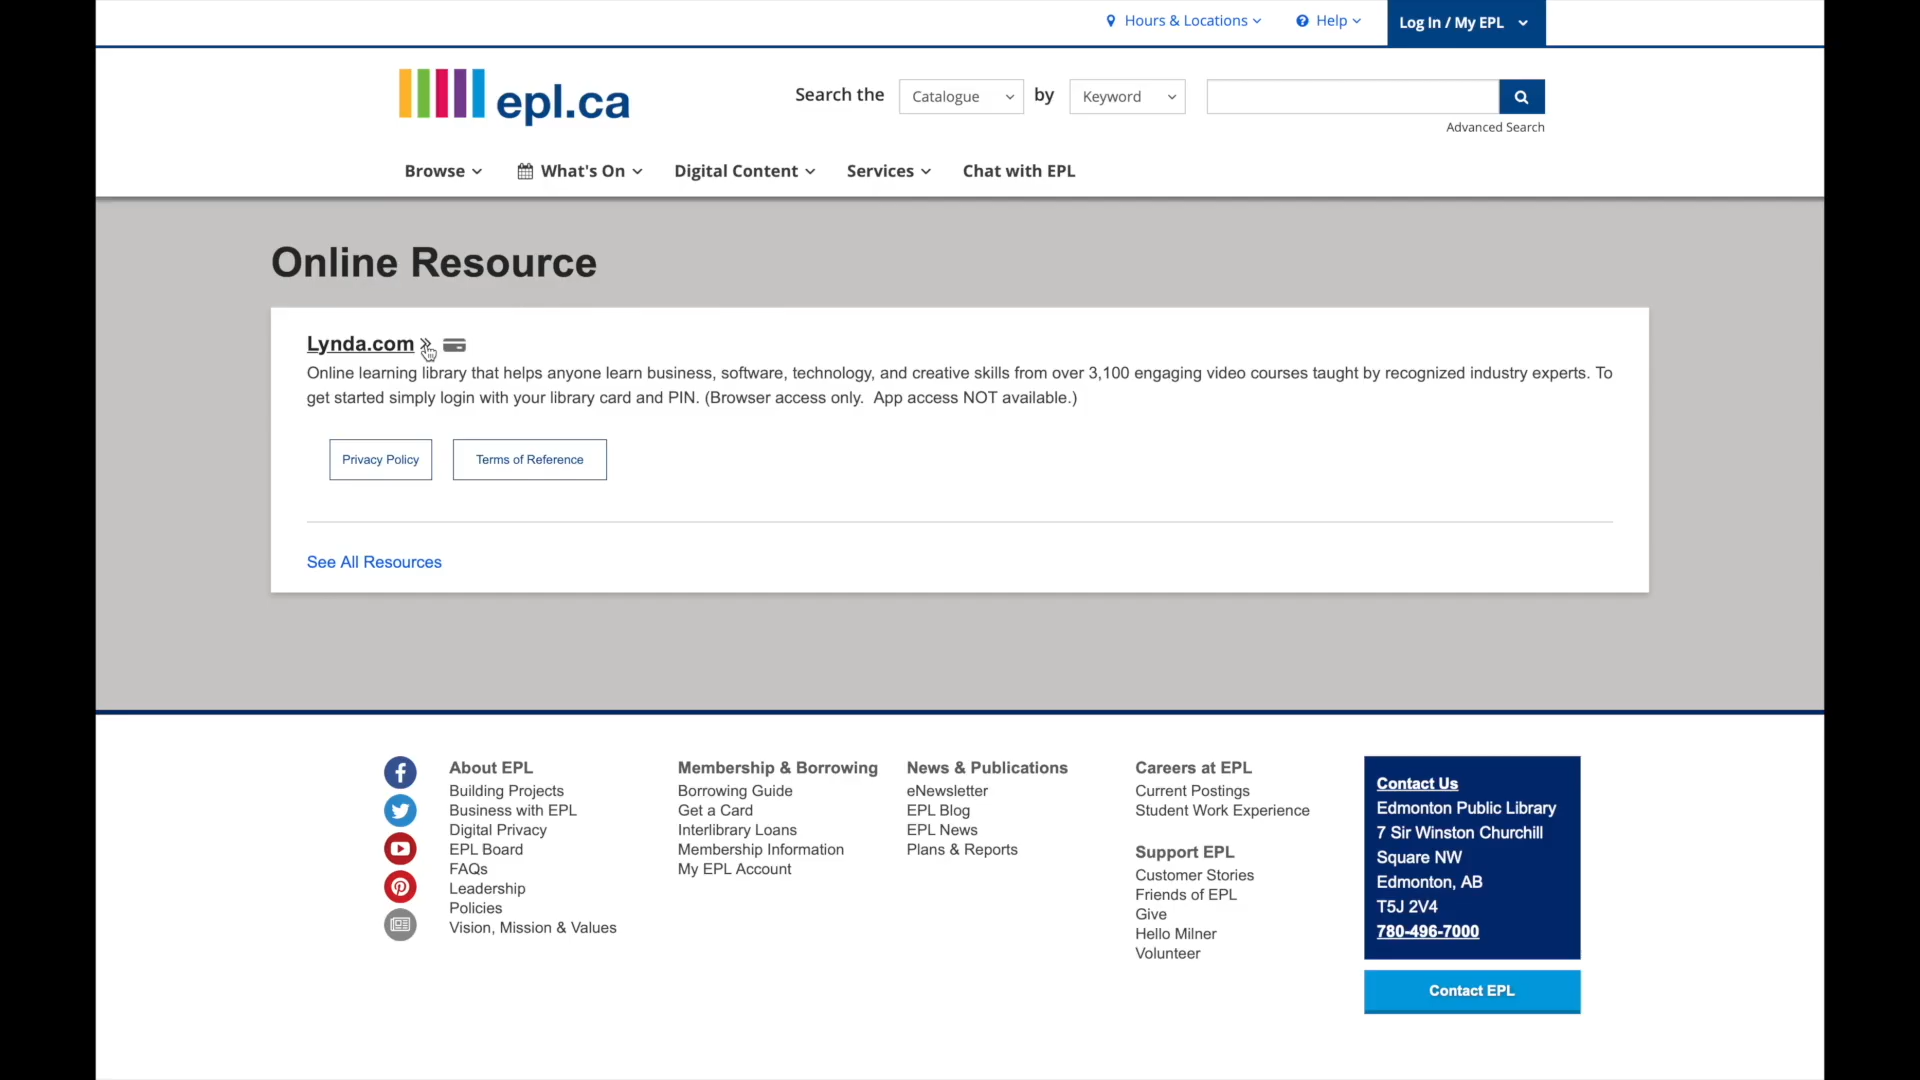 Hours & Locations
Help
Log In / My EPL
epl.ca
Search the
Catalogue
by
Keyword
Advanced Search
Browse
What's On
Digital Content
Services
Chat with EPL
Online Resource
Lynda.com
Online learning library that helps anyone learn business, software, technology, and creative skills from over 3,100 engaging video courses taught by recognized industry experts. To
get started simply login with your library card and PIN. (Browser access only.  App access NOT available.)
Privacy Policy
Terms of Reference
See All Resources
About EPL
Building Projects
Business with EPL
Digital Privacy
EPL Board
FAQs
Leadership
Policies
Vision, Mission & Values
Membership & Borrowing
Borrowing Guide
Get a Card
Interlibrary Loans
Membership Information
My EPL Account
News & Publications
eNewsletter
EPL Blog
EPL News
Plans & Reports
Careers at EPL
Current Postings
Student Work Experience
Support EPL
Customer Stories
Friends of EPL
Give
Hello Milner
Volunteer
Contact Us
Edmonton Public Library
7 Sir Winston Churchill
Square NW
Edmonton, AB
T5J 2V4
780-496-7000
Contact EPL